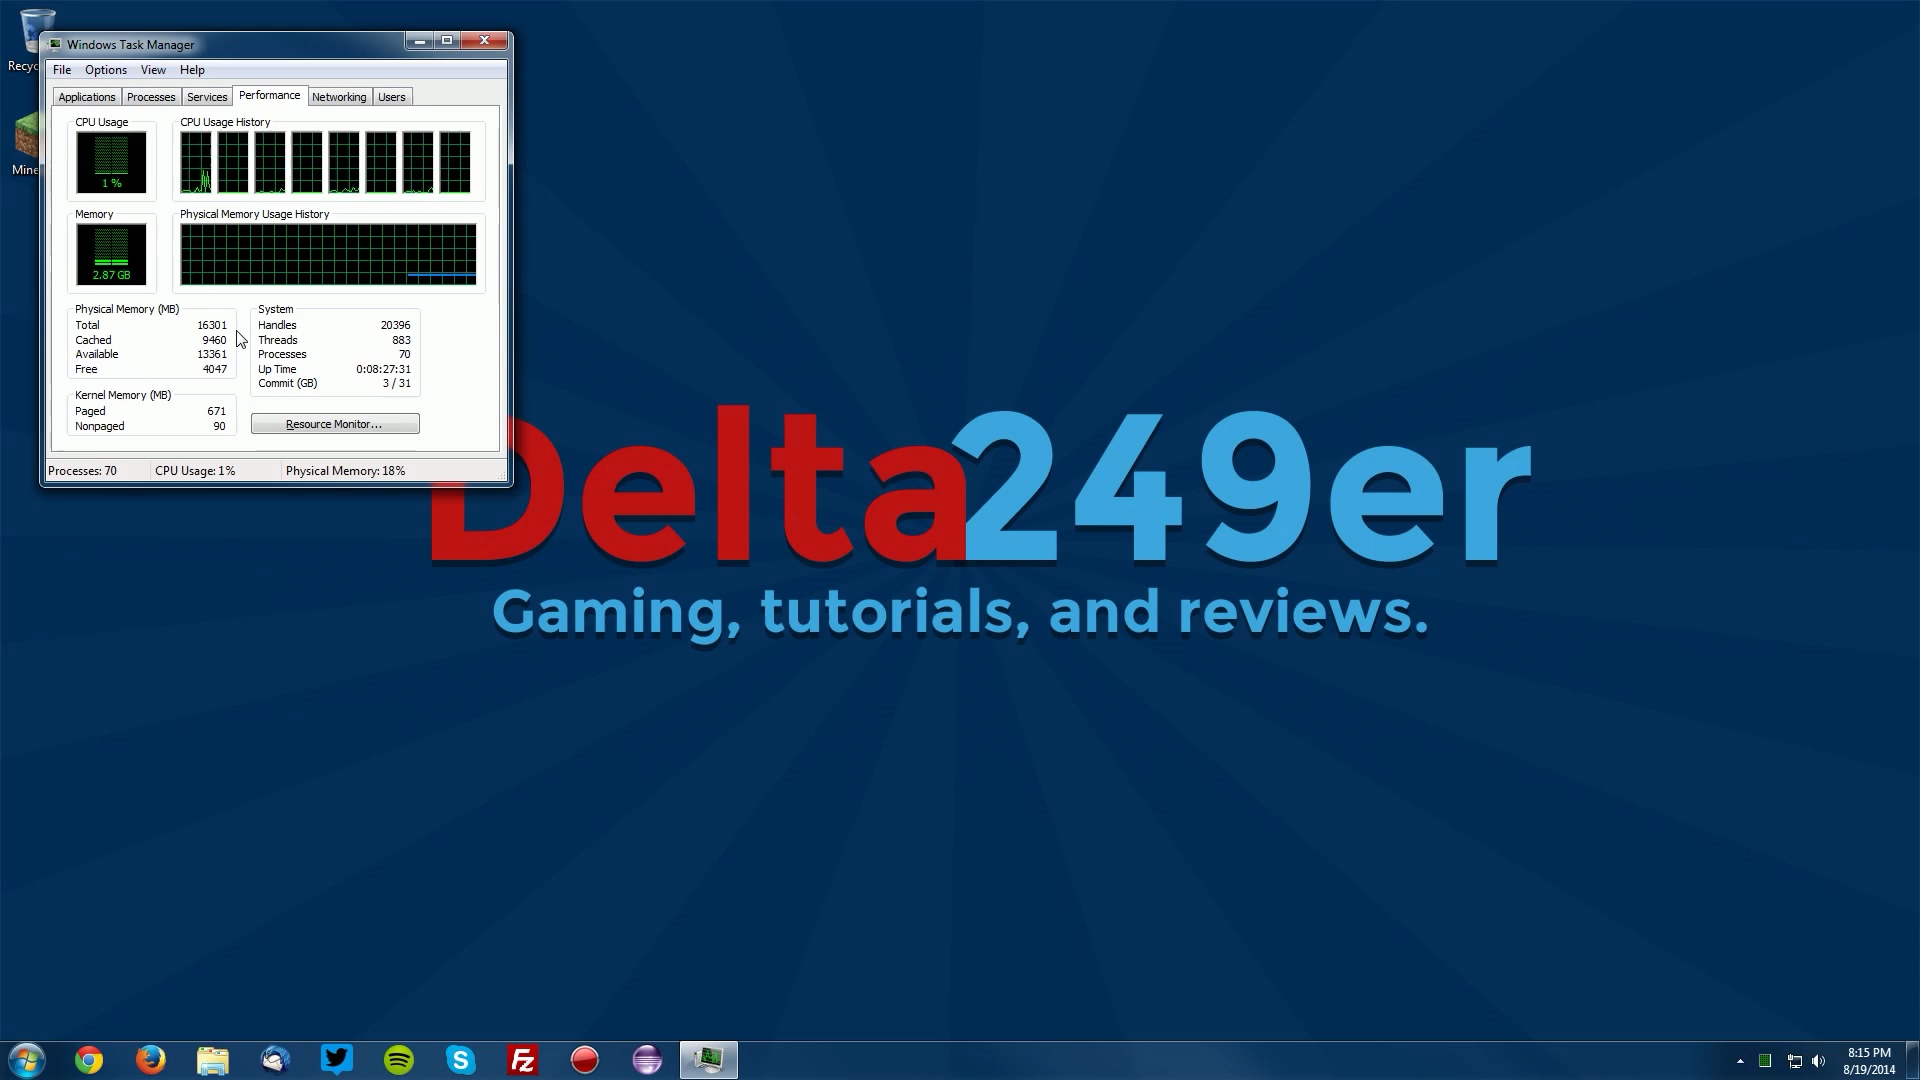 Recyc
Mine
Windows Task Manager
File Options View Help
Applications Processes Services Performance Networking Users
CPU Usage
CPU Usage History
1 %
Memory
Physical Memory Usage History
2.87 GB
Physical Memory (MB)
Total 16301
Cached 9460
Available 13361
Free 4047
System
Handles 20396
Threads 883
Processes 70
Up Time 0:08:27:31
Commit (GB) 3 / 31
Kernel Memory (MB)
Paged 671
Nonpaged 90
Resource Monitor...
Processes: 70 CPU Usage: 1% Physical Memory: 18%
Delta249er
Gaming, tutorials, and reviews.
S
Fz
8:15 PM
8/19/2014